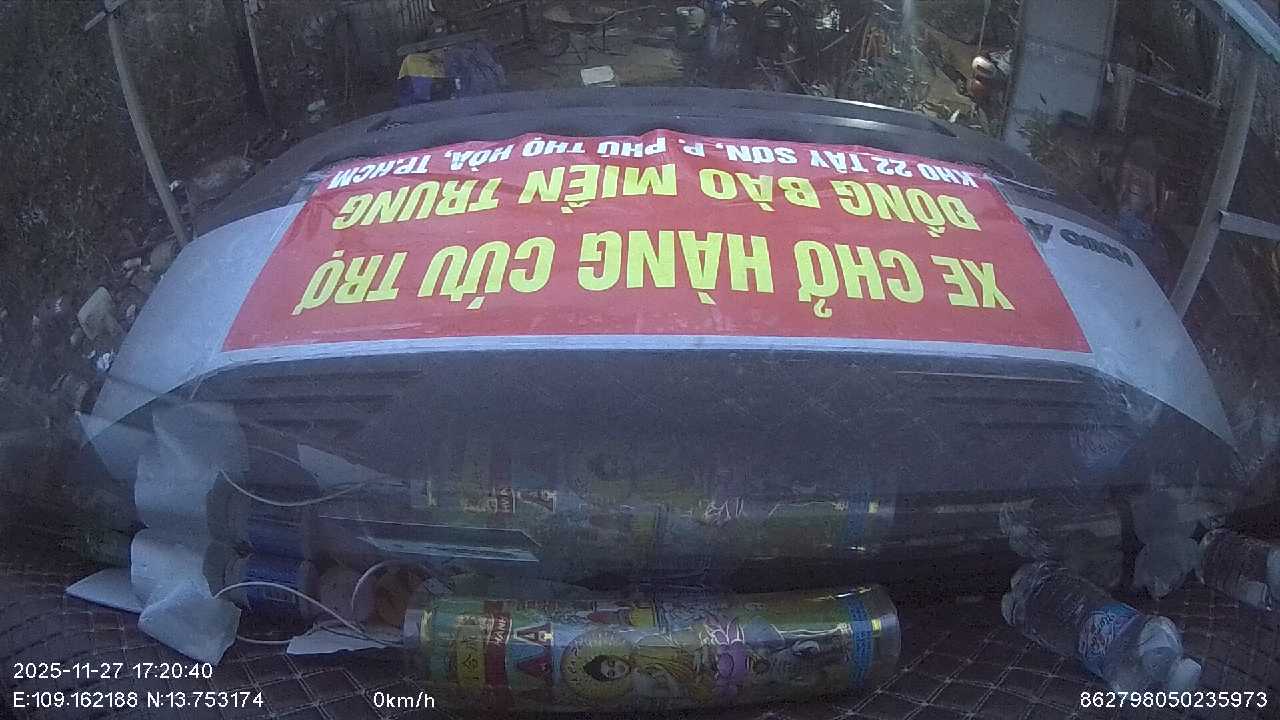 XE CHỞ HÀNG CỨU TRỢ
ĐỒNG BÀO MIỀN TRUNG
KHO 22 TÂY SƠN, P. PHÚ THỌ HÒA, TP.HCM
2025-11-27 17:20:40
E:109.162188 N:13.753174
0km/h
862798050235973